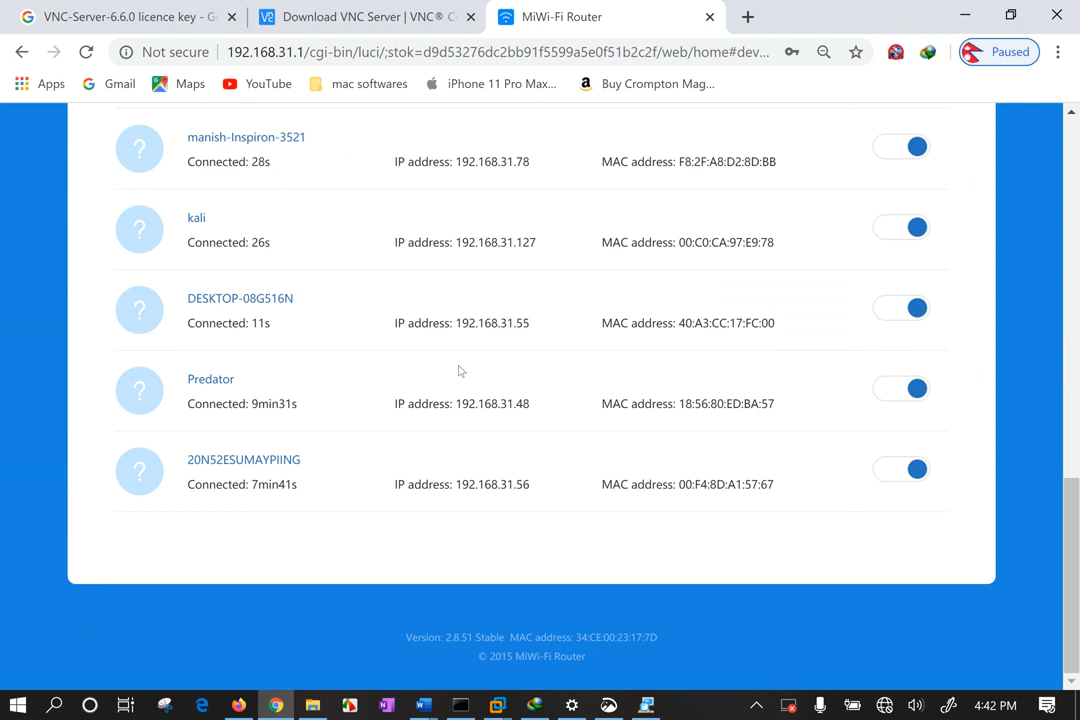 VNC-Server-6.6.0 licence key - Go
Download VNC Server | VNC® C
MiWi-Fi Router
Not secure 192.168.31.1/cgi-bin/luci/;stok=d9d53276dc2bb91f5599a5e0f51b2c2f/web/home#dev...
Paused
Apps Gmail Maps YouTube mac softwares iPhone 11 Pro Max... Buy Crompton Mag...
manish-Inspiron-3521
Connected: 28s IP address: 192.168.31.78 MAC address: F8:2F:A8:D2:8D:BB
kali
Connected: 26s IP address: 192.168.31.127 MAC address: 00:C0:CA:97:E9:78
DESKTOP-08G516N
Connected: 11s IP address: 192.168.31.55 MAC address: 40:A3:CC:17:FC:00
Predator
Connected: 9min31s IP address: 192.168.31.48 MAC address: 18:56:80:ED:BA:57
20N52ESUMAYPIING
Connected: 7min41s IP address: 192.168.31.56 MAC address: 00:F4:8D:A1:57:67
Version: 2.8.51 Stable MAC address: 34:CE:00:23:17:7D
© 2015 MiWi-Fi Router
4:42 PM